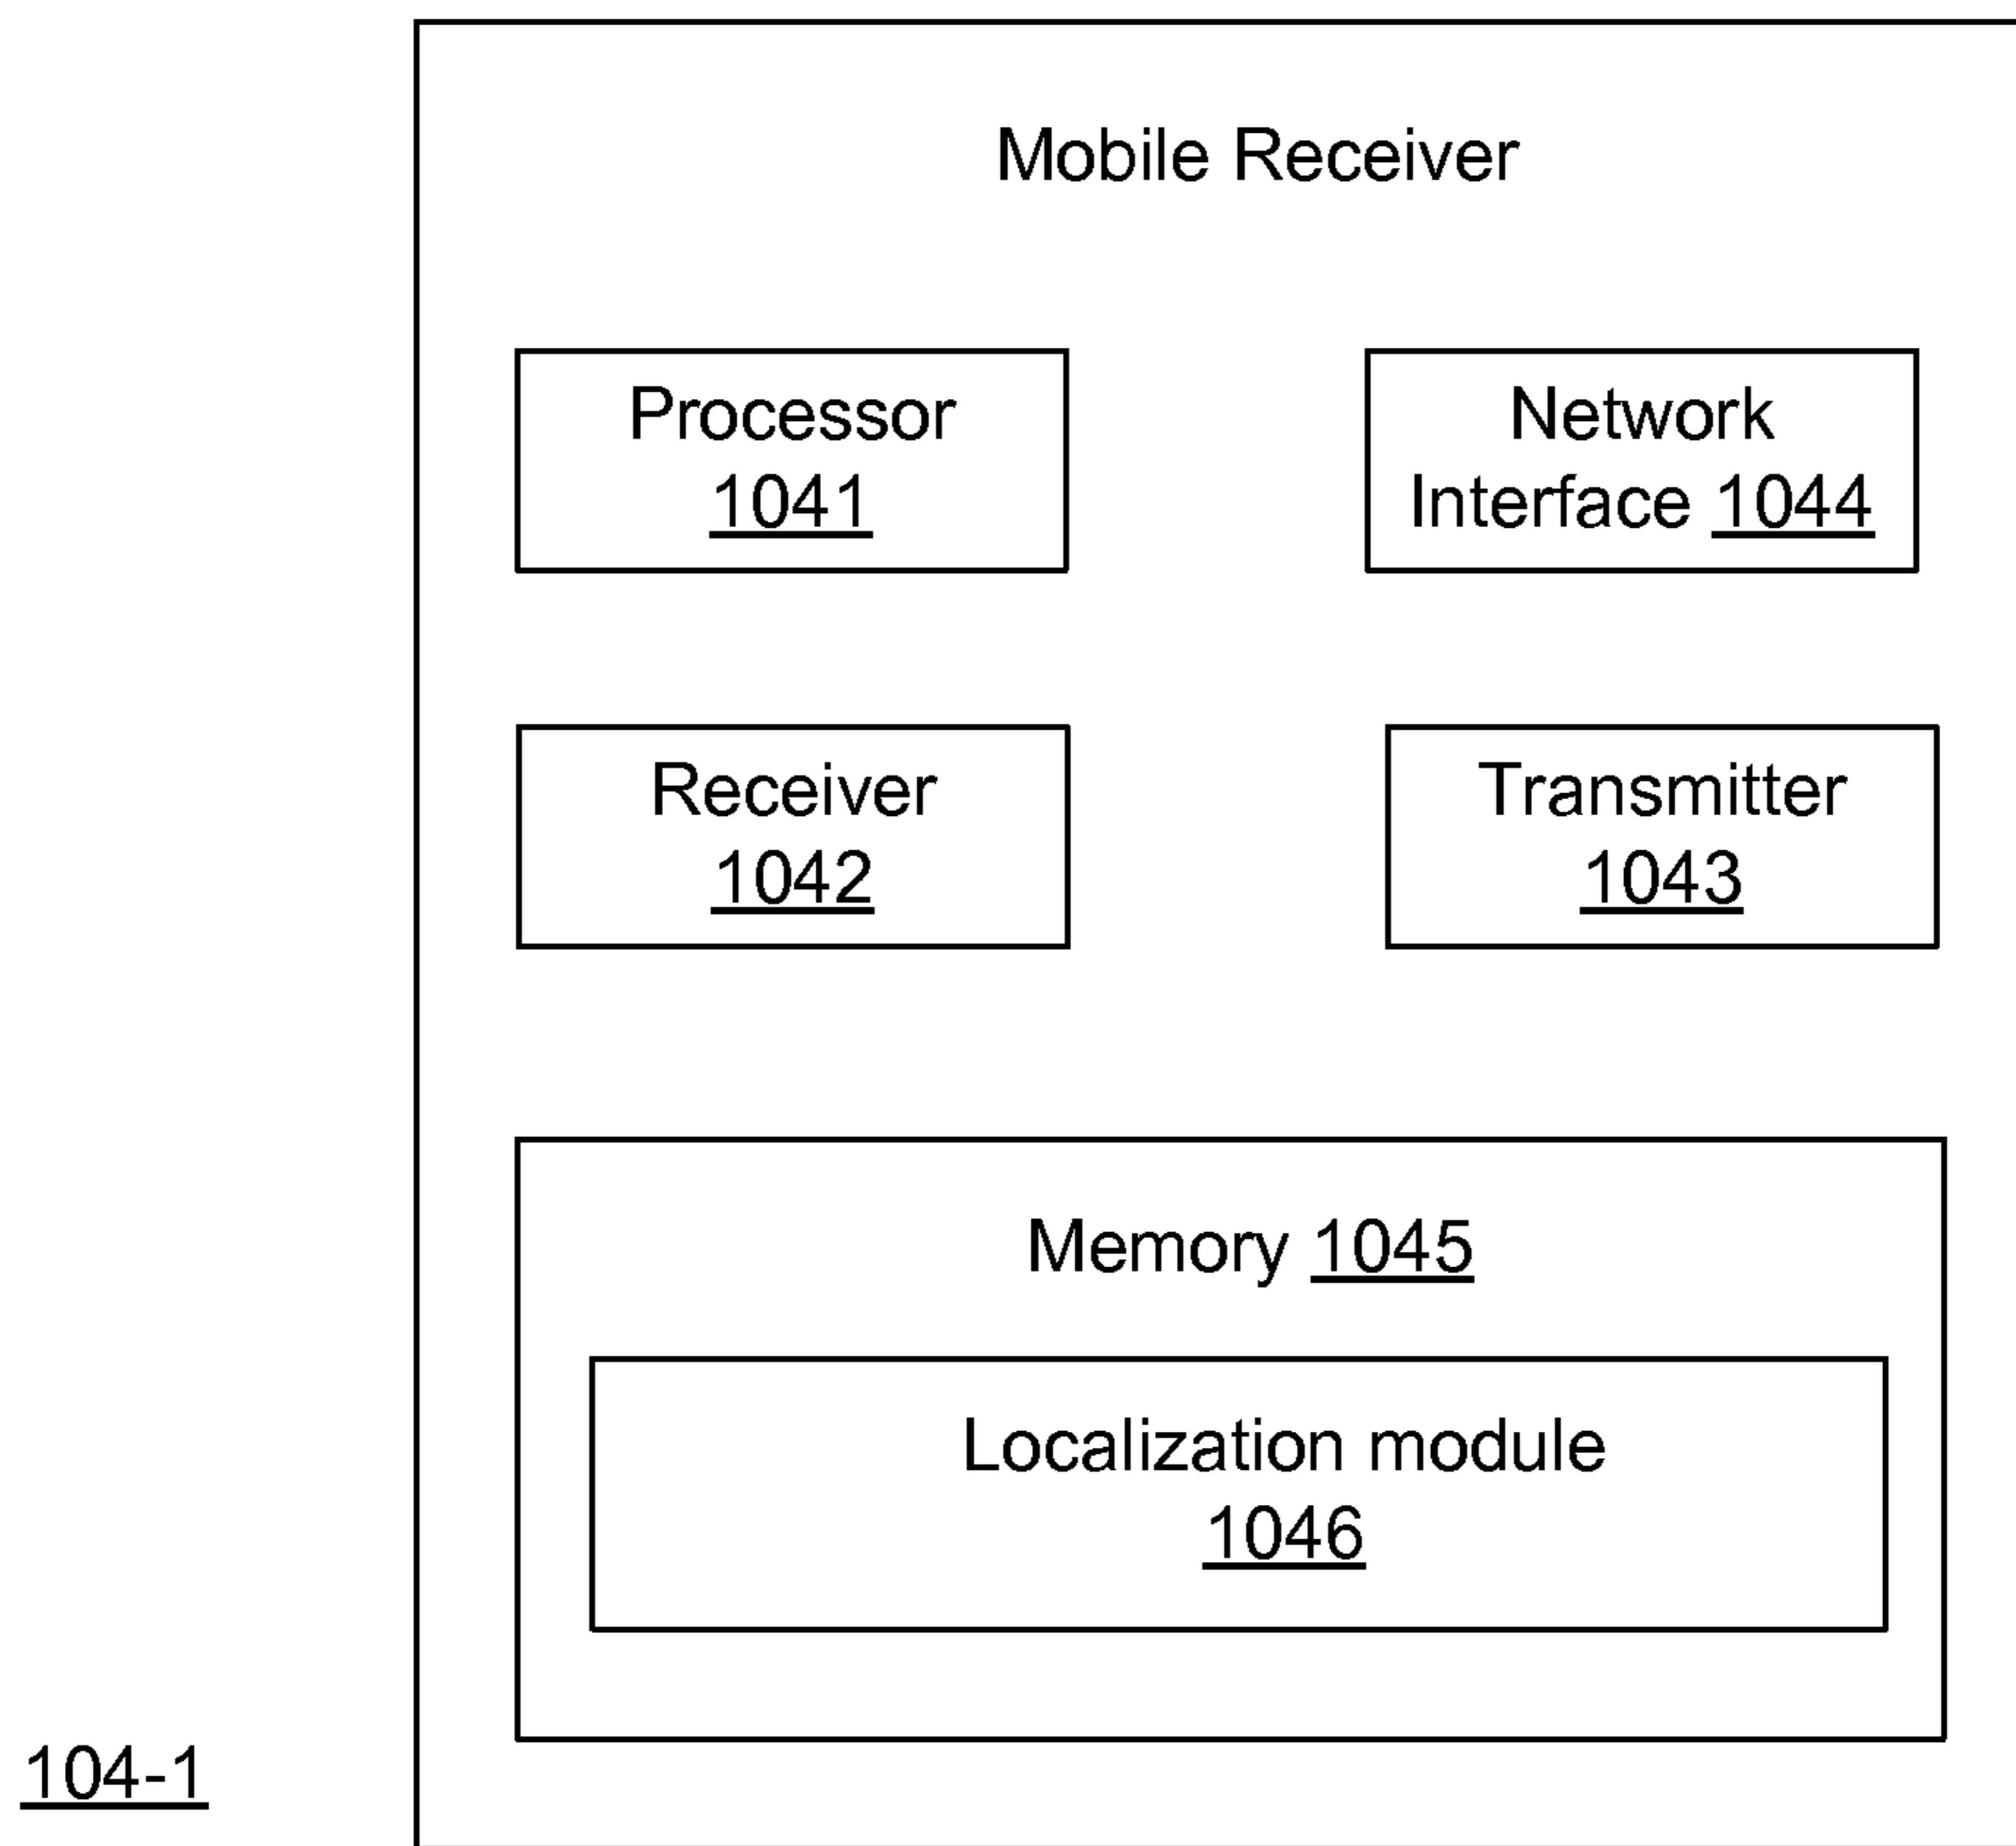 Mobile Receiver
Processor
1041
Network
Interface 1044
Receiver
1042
Transmitter
1043
Memory 1045
Localization module
1046
104-1